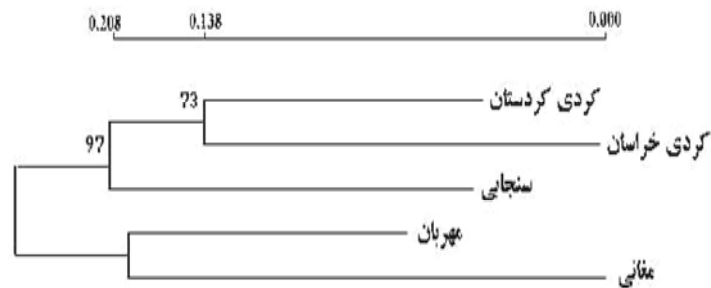 0.208 0.138 0.000
کردی کردستان
73
کردی خراسان
97
سنجابی
مهربان
مغانی